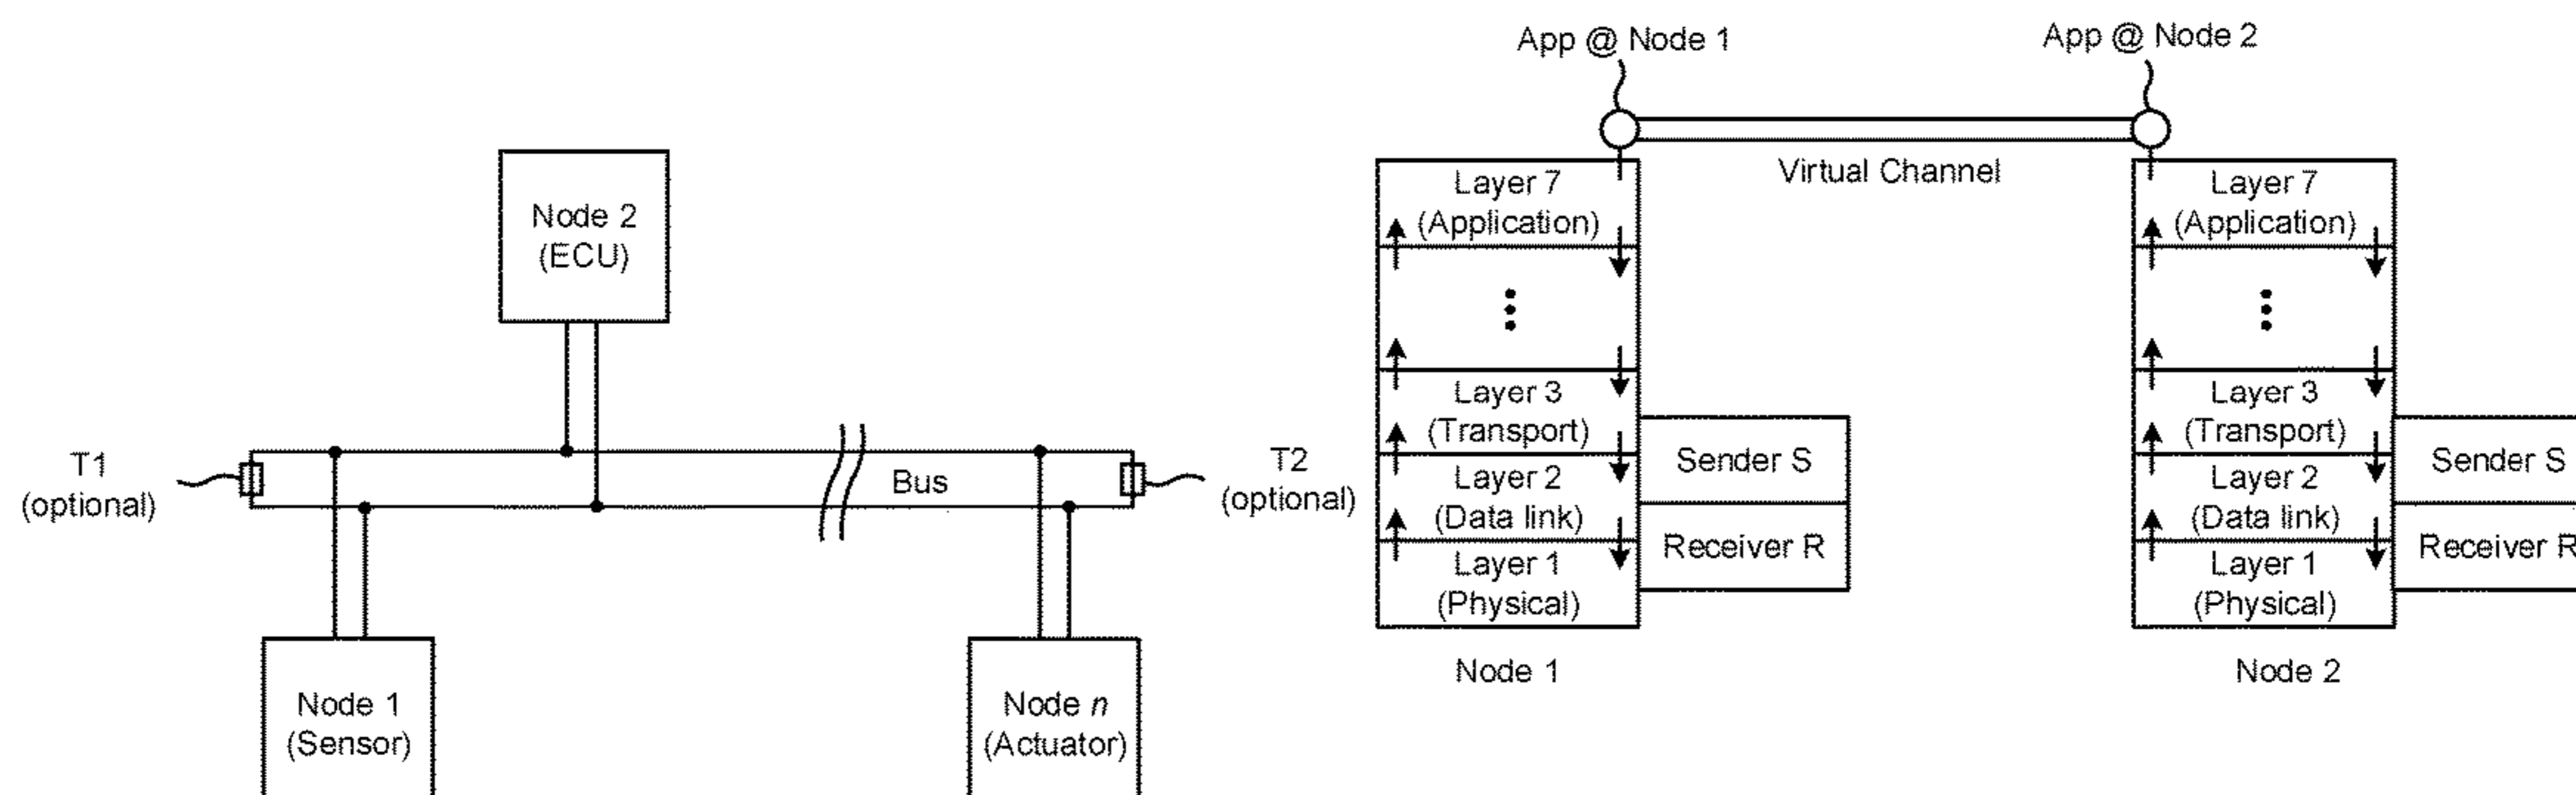 Node 2
(ECU)
T1
(optional)
Bus
T2
(optional)
Node 1
(Sensor)
Node n
(Actuator)
App @ Node 1
App @ Node 2
Virtual Channel
Layer 7
(Application)
Layer 3
(Transport)
Layer 2
(Data link)
Layer 1
(Physical)
Sender S
Receiver R
Node 1
Layer 7
(Application)
Layer 3
(Transport)
Layer 2
(Data link)
Layer 1
(Physical)
Sender S
Receiver R
Node 2